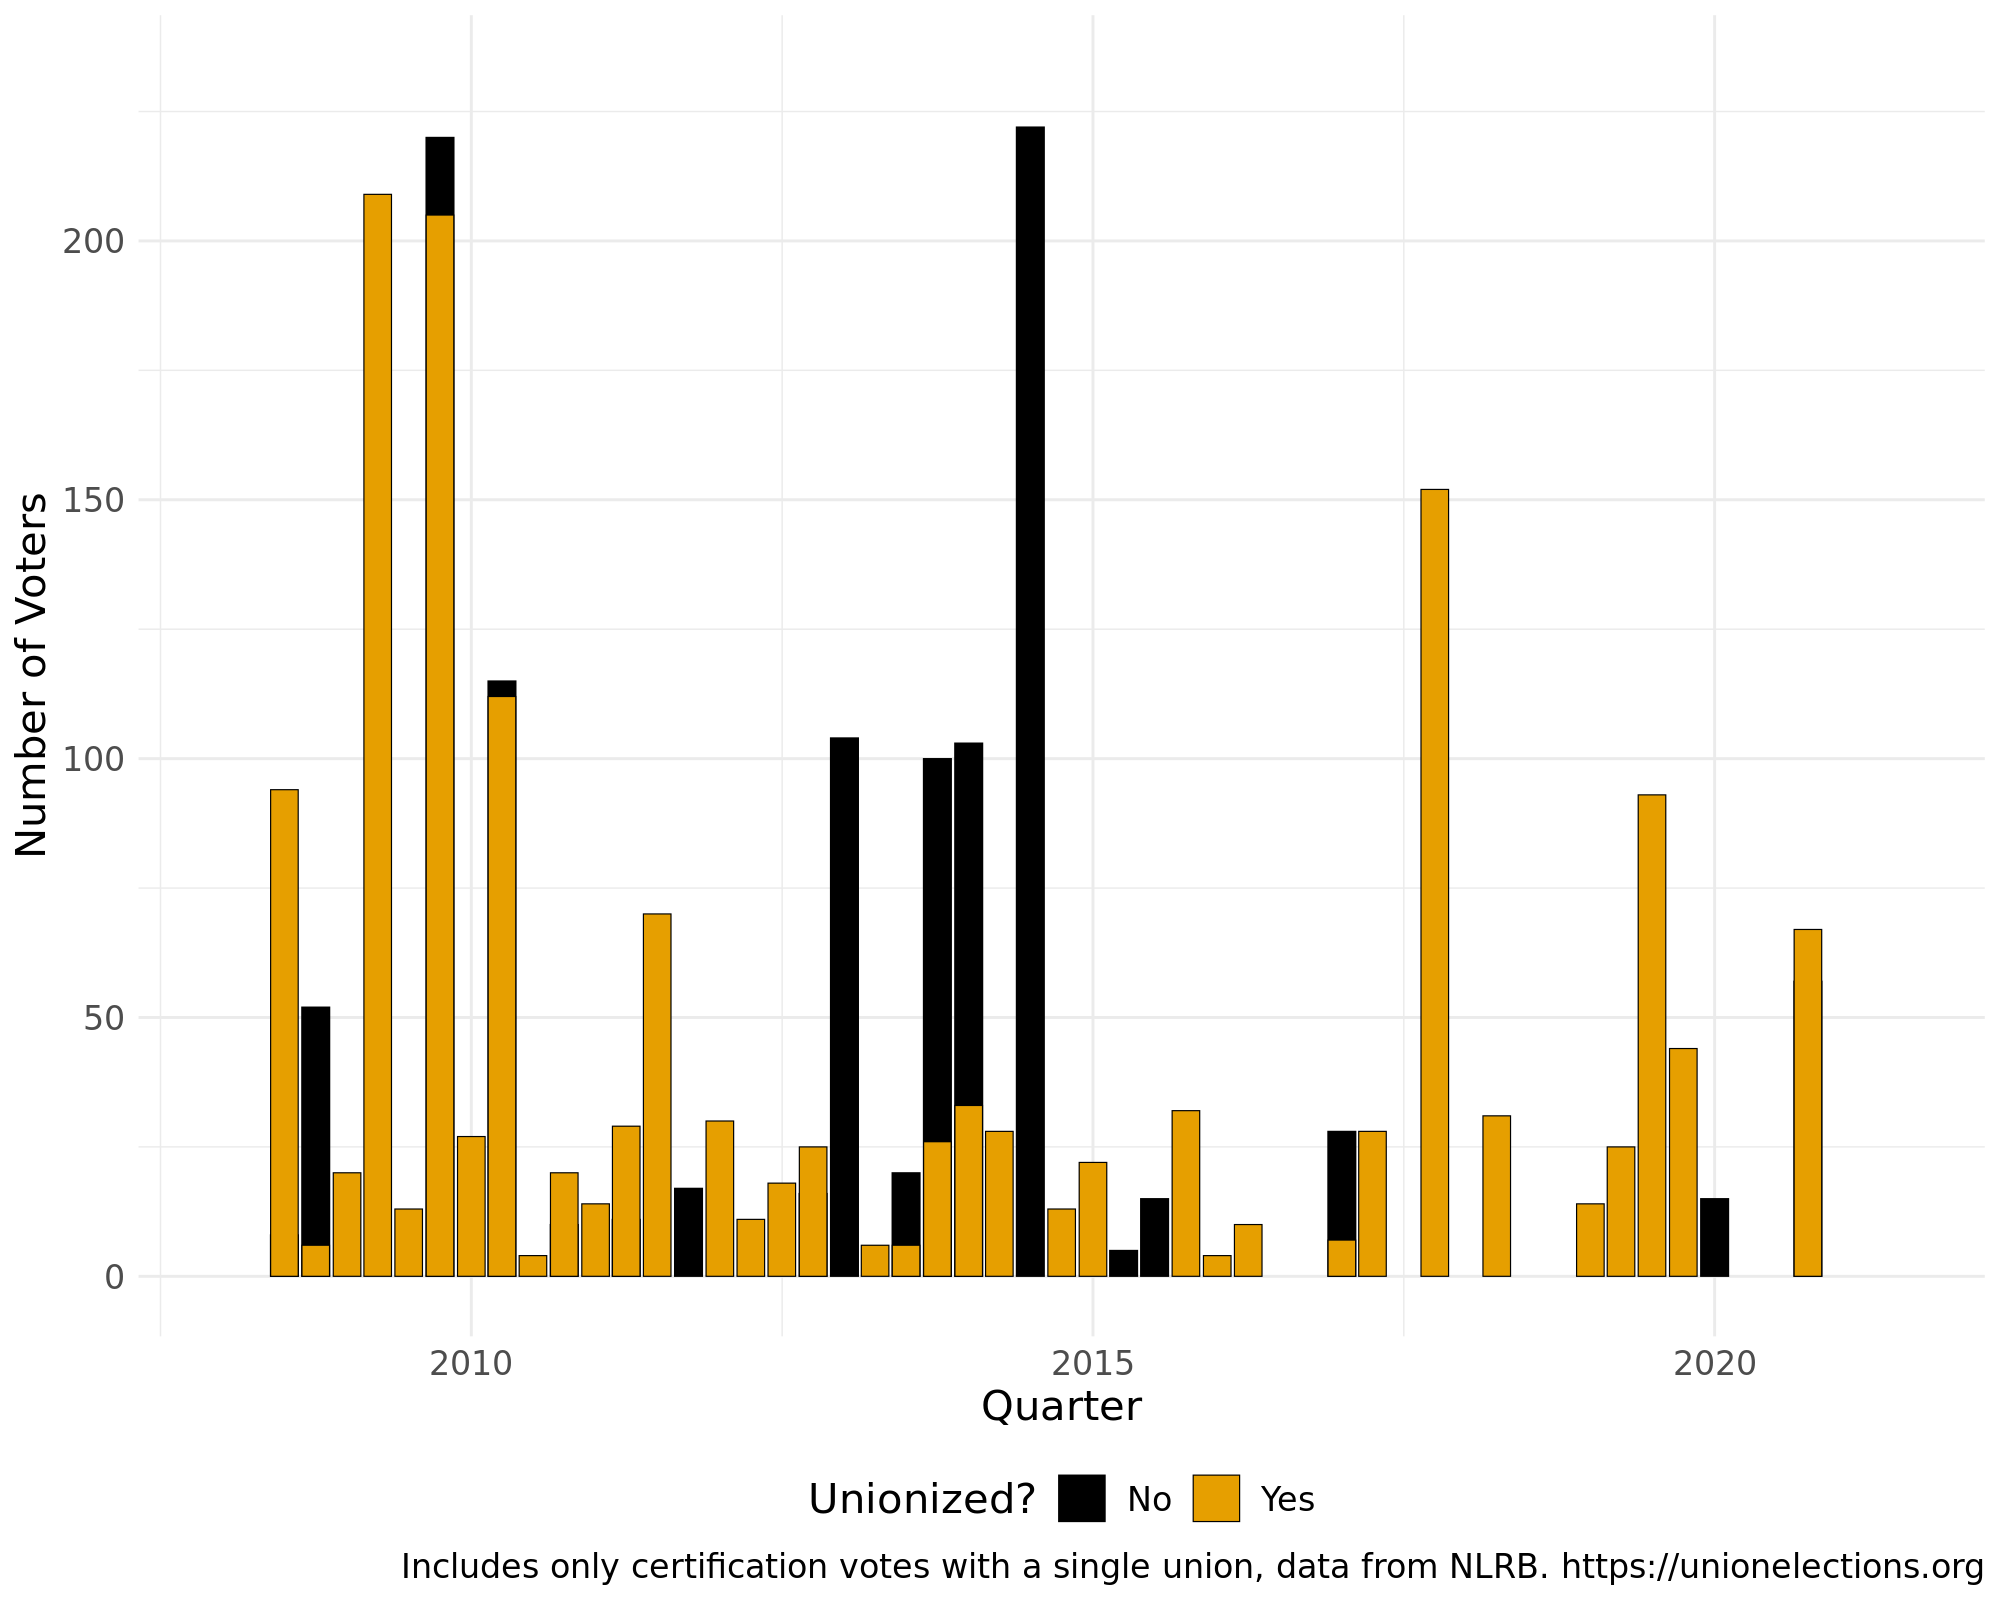 200
150
100
50
0
Number of Voters
2010 2015 2020
Quarter
Unionized? No Yes
Includes only certification votes with a single union, data from NLRB. https://unionelections.org